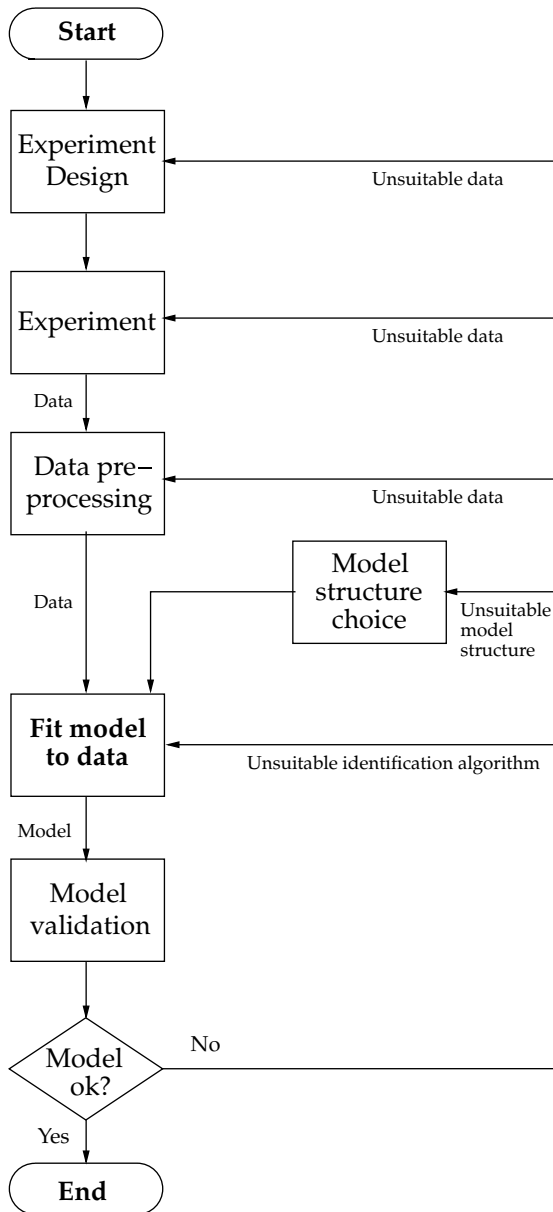 Start
Experiment
Design
Unsuitable data
Experiment
Unsuitable data
Data
Data pre–
processing
Unsuitable data
Model
structure
choice
Data
Unsuitable
model
structure
Fit model
to data
Unsuitable identification algorithm
Model
Model
validation
Model
ok?
No
Yes
End